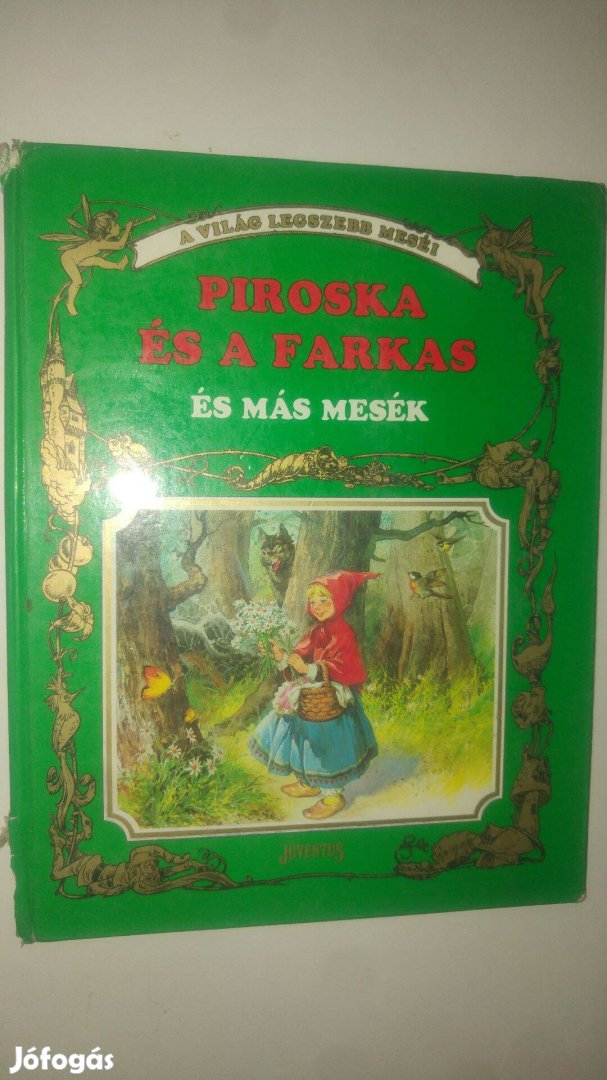 A VILÁG LEGSZEBB MESÉI
PIROSKA
ÉS A FARKAS
ÉS MÁS MESÉK
JUVENTUS
Jófogás